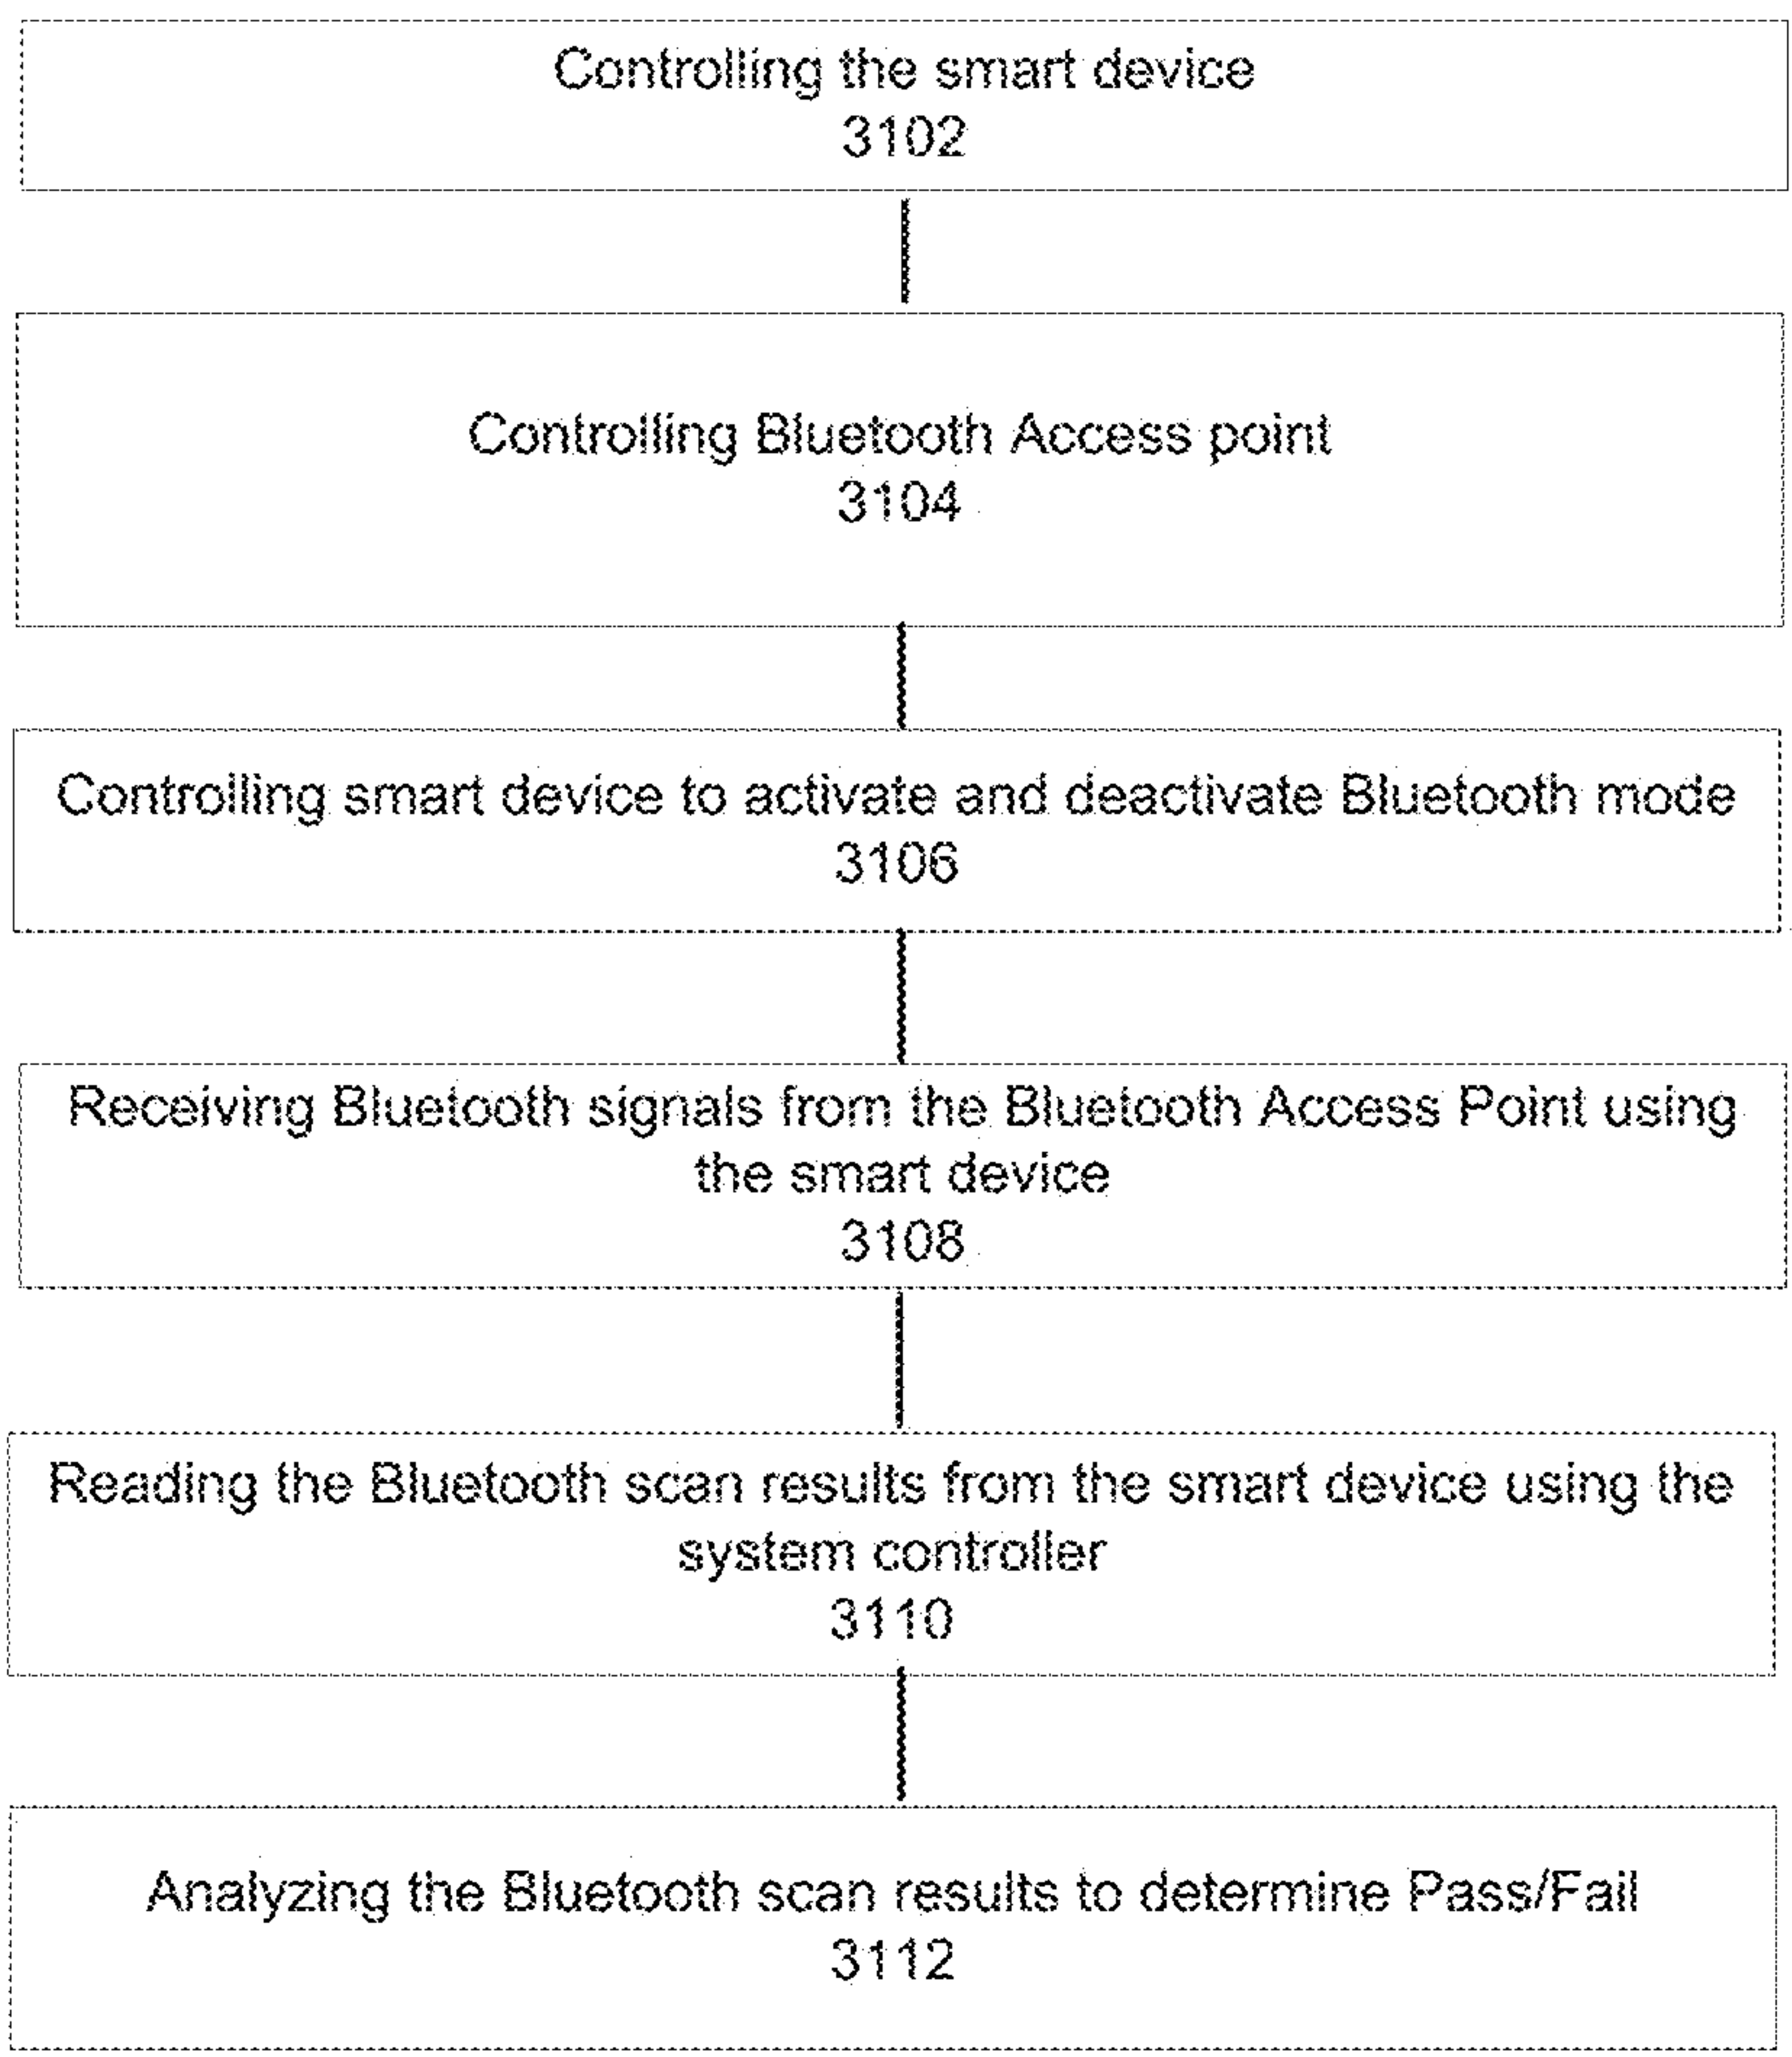 Controlling the smart device
3102
Controlling Bluetooth Access point
3104
Controlling smart device to activate and deactivate Bluetooth mode
3106
Receiving Bluetooth signals from the Bluetooth Access Point using
the smart device
3108
Reading the Bluetooth scan results from the smart device using the
system controller
3110
Analyzing the Bluetooth scan results to determine Pass/Fail
3112